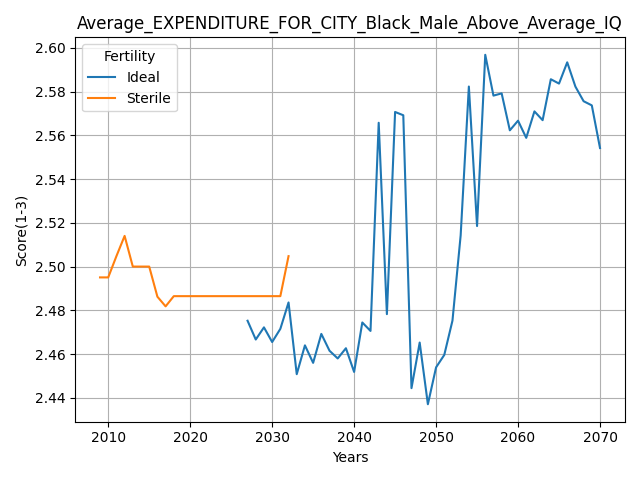 Average_EXPENDITURE_FOR_CITY_Black_Male_Above_Average_IQ
Fertility
Ideal
Sterile
Score(1-3)
2.60
2.58
2.56
2.54
2.52
2.50
2.48
2.46
2.44
2010 2020 2030 2040 2050 2060 2070
Years